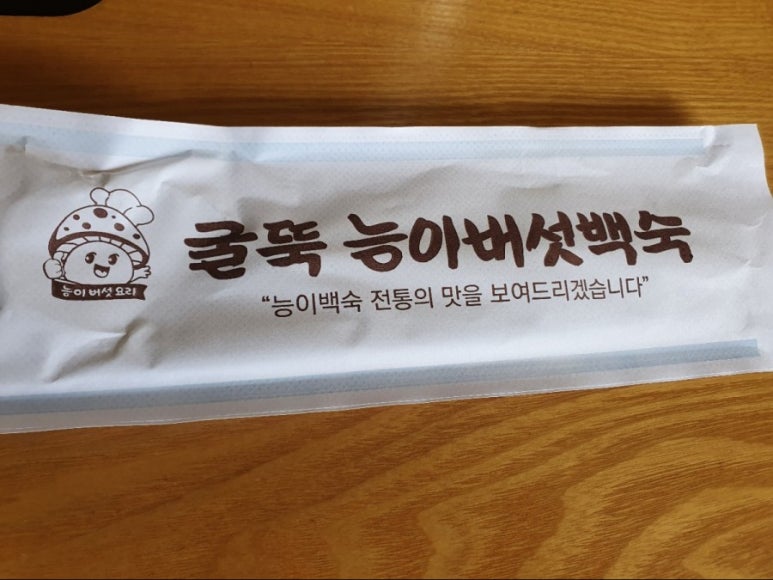 굴뚝 능이버섯백숙
“능이백숙 전통의 맛을 보여드리겠습니다”
능이버섯요리